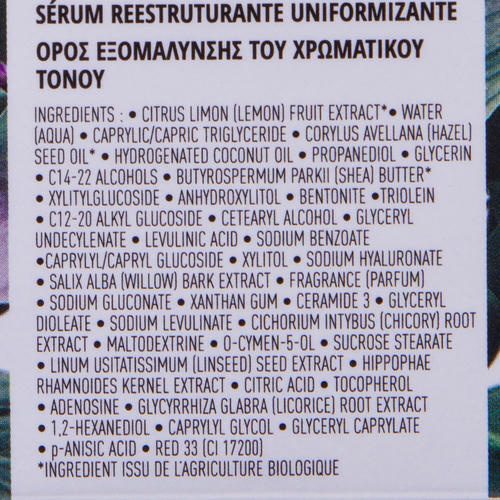 SÉRUM REESTRUTURANTE UNIFORMIZANTE
ΟΡΟΣ ΕΞΟΜΑΛΥΝΣΗΣ ΤΟΥ ΧΡΩΜΑΤΙΚΟΥ
ΤΟΝΟΥ
INGREDIENTS : • CITRUS LIMON (LEMON) FRUIT EXTRACT*• WATER
(AQUA) • CAPRYLIC/CAPRIC TRIGLYCERIDE • CORYLUS AVELLANA (HAZEL)
SEED OIL* • HYDROGENATED COCONUT OIL • PROPANEDIOL • GLYCERIN
• C14-22 ALCOHOLS • BUTYROSPERMUM PARKII (SHEA) BUTTER*
• XYLITYLGLUCOSIDE • ANHYDROXYLITOL • BENTONITE •TRIOLEIN
• C12-20 ALKYL GLUCOSIDE • CETEARYL ALCOHOL • GLYCERYL
UNDECYLENATE • LEVULINIC ACID • SODIUM BENZOATE
•CAPRYLYL/CAPRYL GLUCOSIDE • XYLITOL • SODIUM HYALURONATE
• SALIX ALBA (WILLOW) BARK EXTRACT • FRAGRANCE (PARFUM)
• SODIUM GLUCONATE • XANTHAN GUM • CERAMIDE 3 • GLYCERYL
DIOLEATE • SODIUM LEVULINATE • CICHORIUM INTYBUS (CHICORY) ROOT
EXTRACT • MALTODEXTRINE • O-CYMEN-5-OL • SUCROSE STEARATE
• LINUM USITATISSIMUM (LINSEED) SEED EXTRACT • HIPPOPHAE
RHAMNOIDES KERNEL EXTRACT • CITRIC ACID • TOCOPHEROL
• ADENOSINE • GLYCYRRHIZA GLABRA (LICORICE) ROOT EXTRACT
• 1,2-HEXANEDIOL • CAPRYLYL GLYCOL • GLYCERYL CAPRYLATE
• p-ANISIC ACID • RED 33 (CI 17200)
*INGREDIENT ISSU DE L'AGRICULTURE BIOLOGIQUE